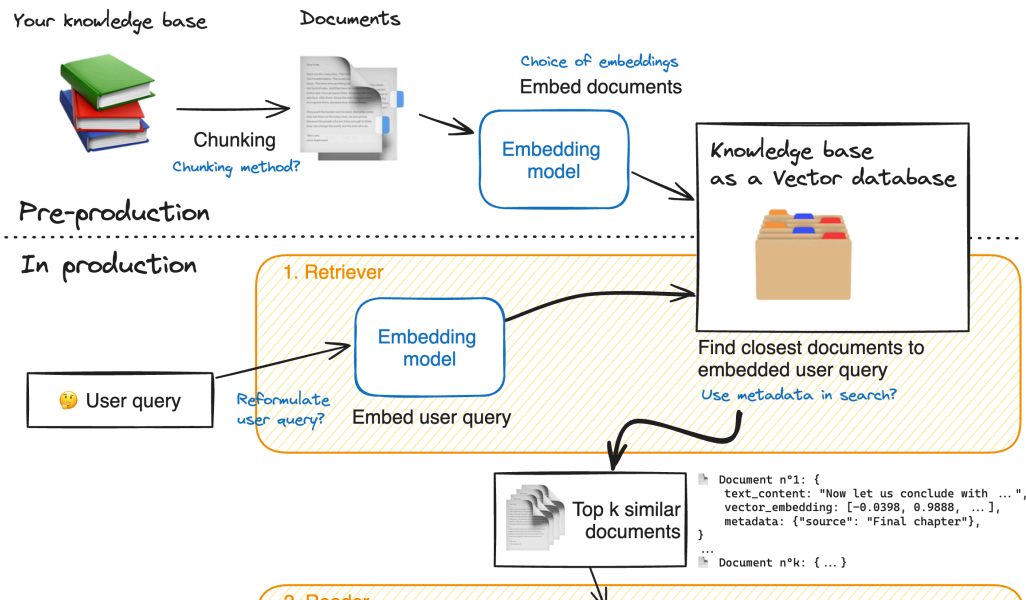 Your knowledge base
Documents
Choice of embeddings
Embed documents
Chunking
Chunking method?
Embedding
model
Knowledge base
as a Vector database
Pre-production
In production
1. Retriever
Embedding
model
User query
Reformulate
user query?
Embed user query
Find closest documents to
embedded user query
Use metadata in search?
Top k similar
documents
Document n°1: {
text_content: "Now let us conclude with ...",
vector_embedding: [-0.0398, 0.9888, ...],
metadata: {"source": "Final chapter"},
}
...
Document n°k: {...}
2. Reader